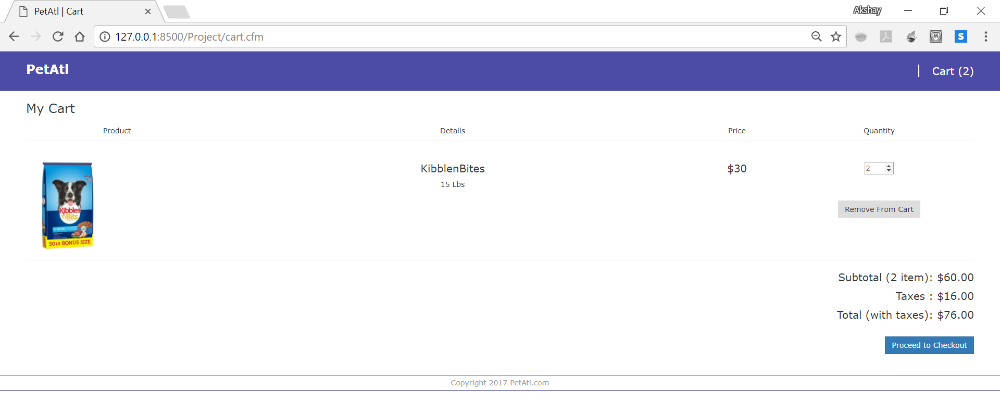 PetAtl | Cart
Akshay
127.0.0.1:8500/Project/cart.cfm
PetAtl
Cart (2)
My Cart
Product Details Price Quantity
KibblenBites $30 2
15 Lbs
Remove From Cart
Kibbles
'nBits
original
50 LB BONUS SIZE
Subtotal (2 item): $60.00
Taxes : $16.00
Total (with taxes): $76.00
Proceed to Checkout
Copyright 2017 PetAtl.com